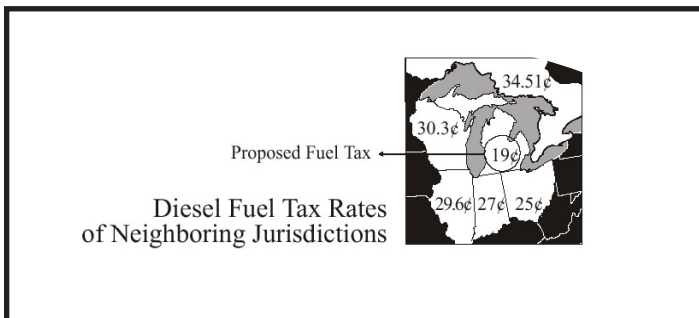 34.51¢
30.3¢
Proposed Fuel Tax
19¢
29.6¢ 27¢ 25¢
Diesel Fuel Tax Rates
of Neighboring Jurisdictions